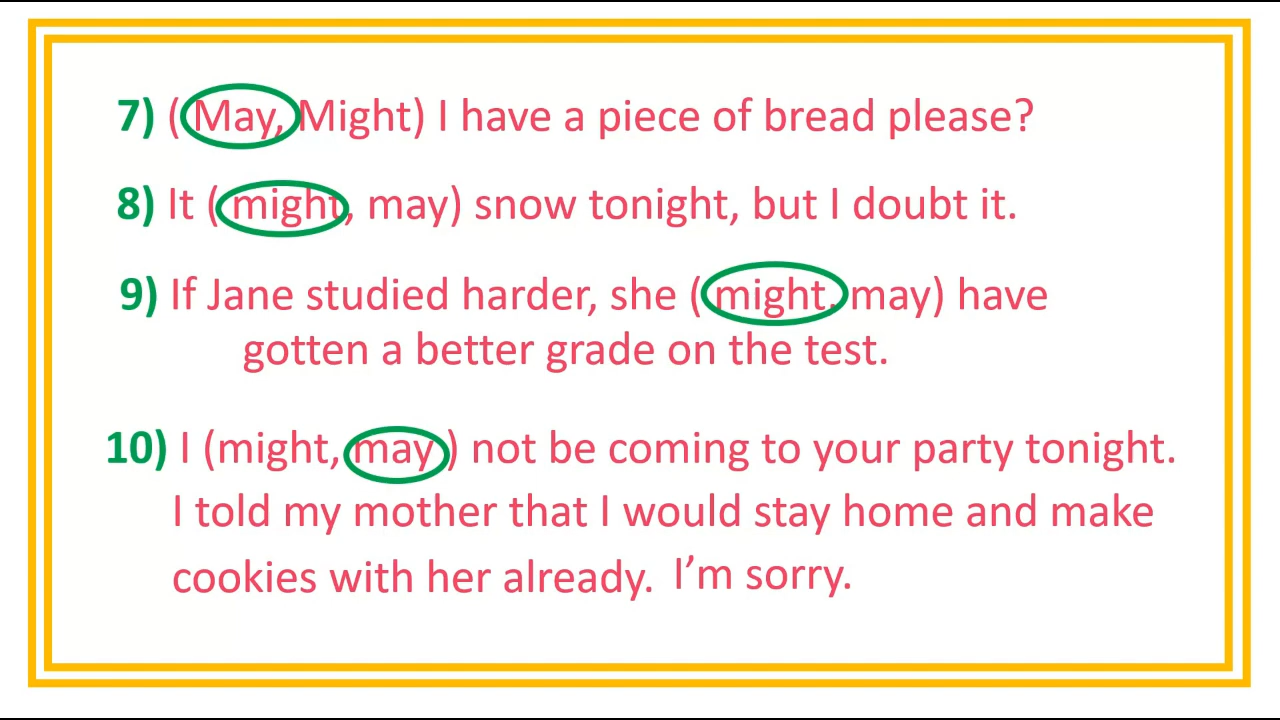 7) ( May, Might) I have a piece of bread please?
8) It ( might, may) snow tonight, but I doubt it.
9) If Jane studied harder, she ( might, may) have
gotten a better grade on the test.
10) I (might, may ) not be coming to your party tonight.
I told my mother that I would stay home and make
cookies with her already. I’m sorry.